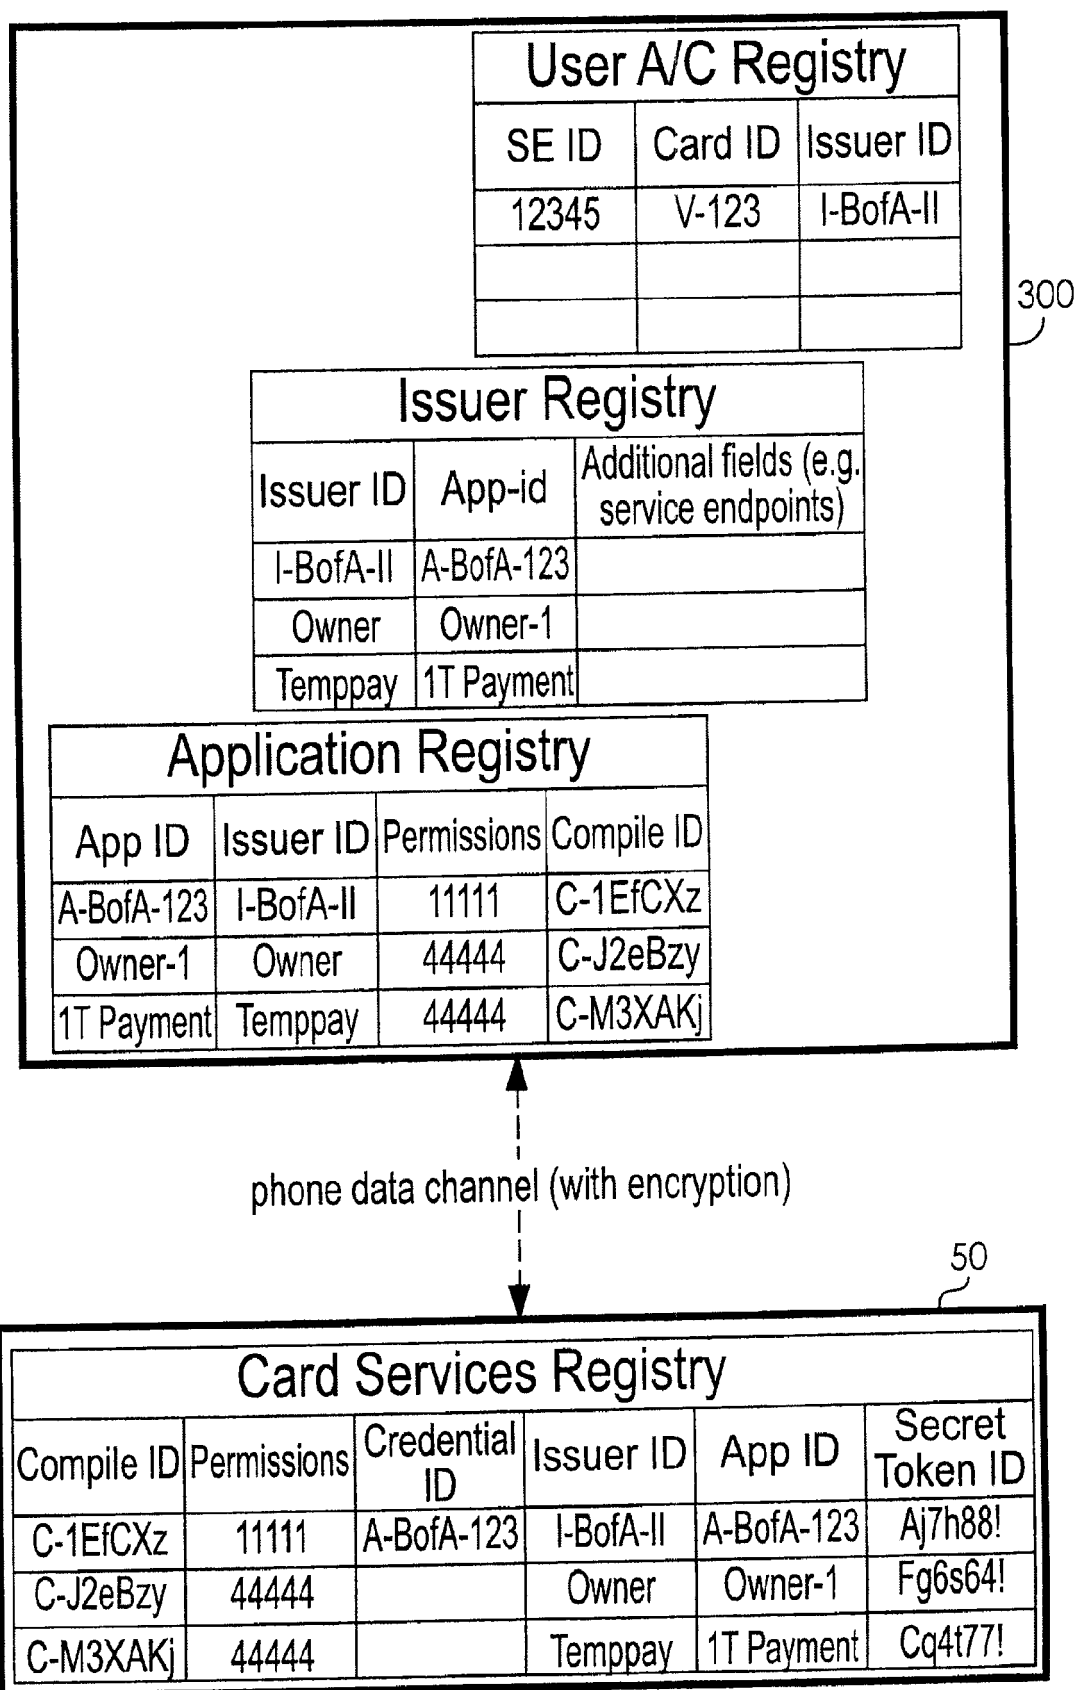 User A/C Registry
SE ID Card ID Issuer ID
12345 V-123 I-BofA-II
300
Issuer Registry
Issuer ID App-id Additional fields (e.g. service endpoints)
I-BofA-II A-BofA-123
Owner Owner-1
Temppay 1T Payment
Application Registry
App ID Issuer ID Permissions Compile ID
A-BofA-123 I-BofA-II 11111 C-1EfCXz
Owner-1 Owner 44444 C-J2eBzy
1T Payment Temppay 44444 C-M3XAKj
phone data channel (with encryption)
50
Card Services Registry
Compile ID Permissions Credential ID Issuer ID App ID Secret Token ID
C-1EfCXz 11111 A-BofA-123 I-BofA-II A-BofA-123 Aj7h88!
C-J2eBzy 44444 Owner Owner-1 Fg6s64!
C-M3XAKj 44444 Temppay 1T Payment Cq4t77!